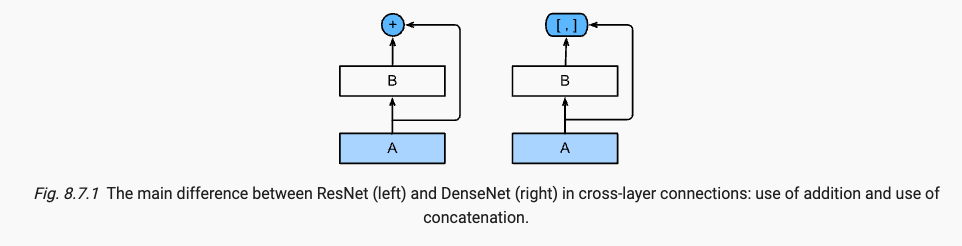 +
[ , ]
B
B
A
A
Fig. 8.7.1 The main difference between ResNet (left) and DenseNet (right) in cross-layer connections: use of addition and use of
concatenation.